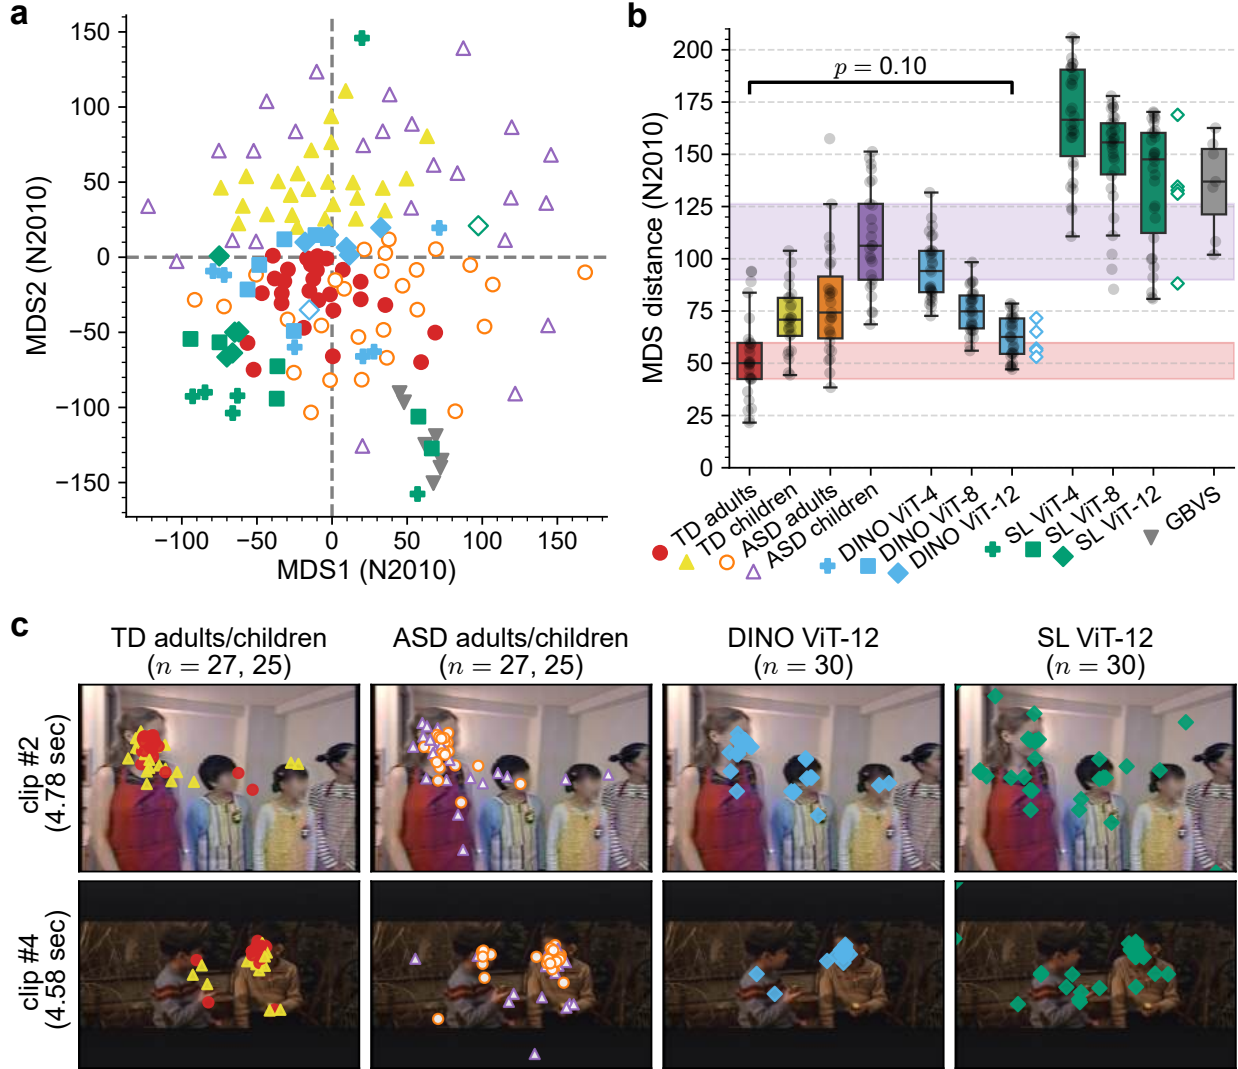 a
150
100
50
0
−50
−100
−150
−100
−50
0
50
100
150
MDS1 (N2010)
MDS2 (N2010)
b
200
175
150
125
100
75
50
25
0
MDS distance (N2010)
p = 0.10
TD adults
TD children
ASD adults
ASD children
DINO ViT-4
DINO ViT-8
DINO ViT-12
SL ViT-4
SL ViT-8
SL ViT-12
GBVS
c
TD adults/children
(n = 27, 25)
ASD adults/children
(n = 27, 25)
DINO ViT-12
(n = 30)
SL ViT-12
(n = 30)
clip #2
(4.78 sec)
clip #4
(4.58 sec)